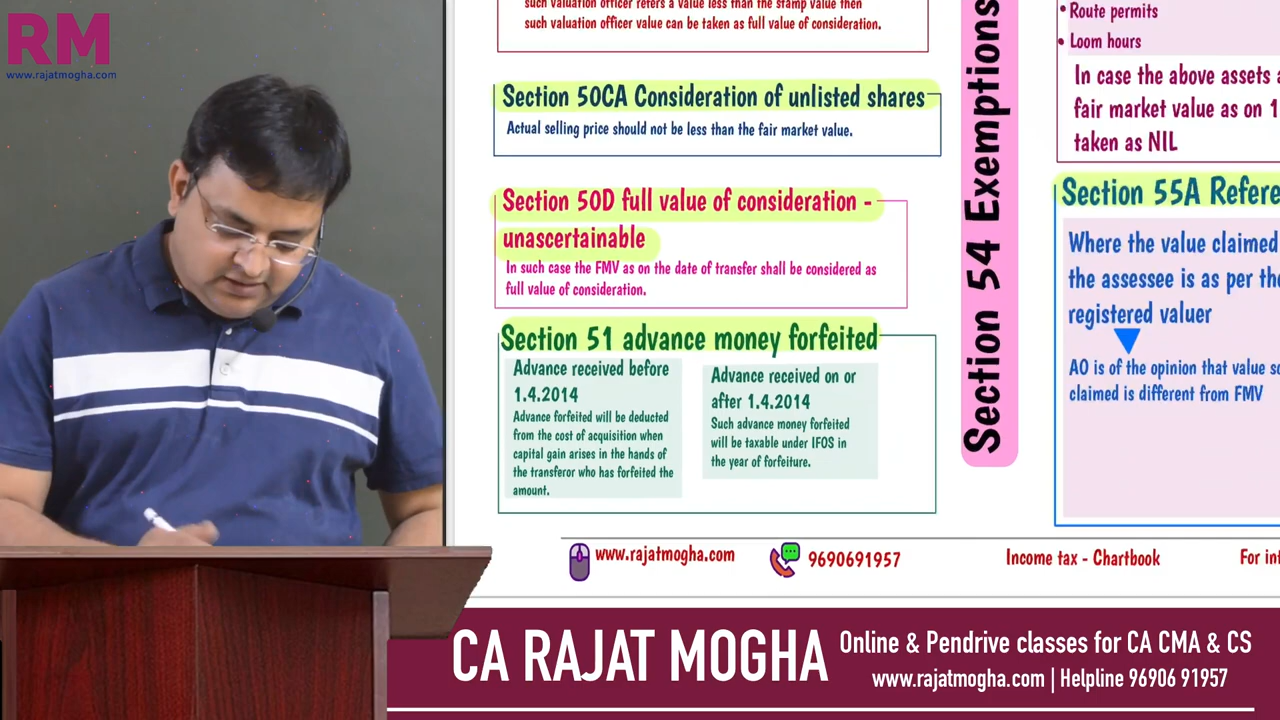 RM
www.rajatmogha.com
such valuation officer refers a value less than the stamp value then
such valuation officer value can be taken as full value of consideration.
Section 50CA Consideration of unlisted shares
Actual selling price should not be less than the fair market value.
Section 50D full value of consideration -
unascertainable
In such case the FMV as on the date of transfer shall be considered as
full value of consideration.
Section 51 advance money forfeited
Advance received before
1.4.2014
Advance forfeited will be deducted
from the cost of acquisition when
capital gain arises in the hands of
the transferor who has forfeited the
amount.
Advance received on or
after 1.4.2014
Such advance money forfeited
will be taxable under IFOS in
the year of forfeiture.
Section 54 Exemptions
• Route permits
• Loom hours
In case the above assets
fair market value as on 1
taken as NIL
Section 55A Refere
Where the value claimed
the assessee is as per the
registered valuer
AO is of the opinion that value so
claimed is different from FMV
www.rajatmogha.com
9690691957
Income tax - Chartbook
For in
CA RAJAT MOGHA
Online & Pendrive classes for CA CMA & CS
www.rajatmogha.com | Helpline 96906 91957